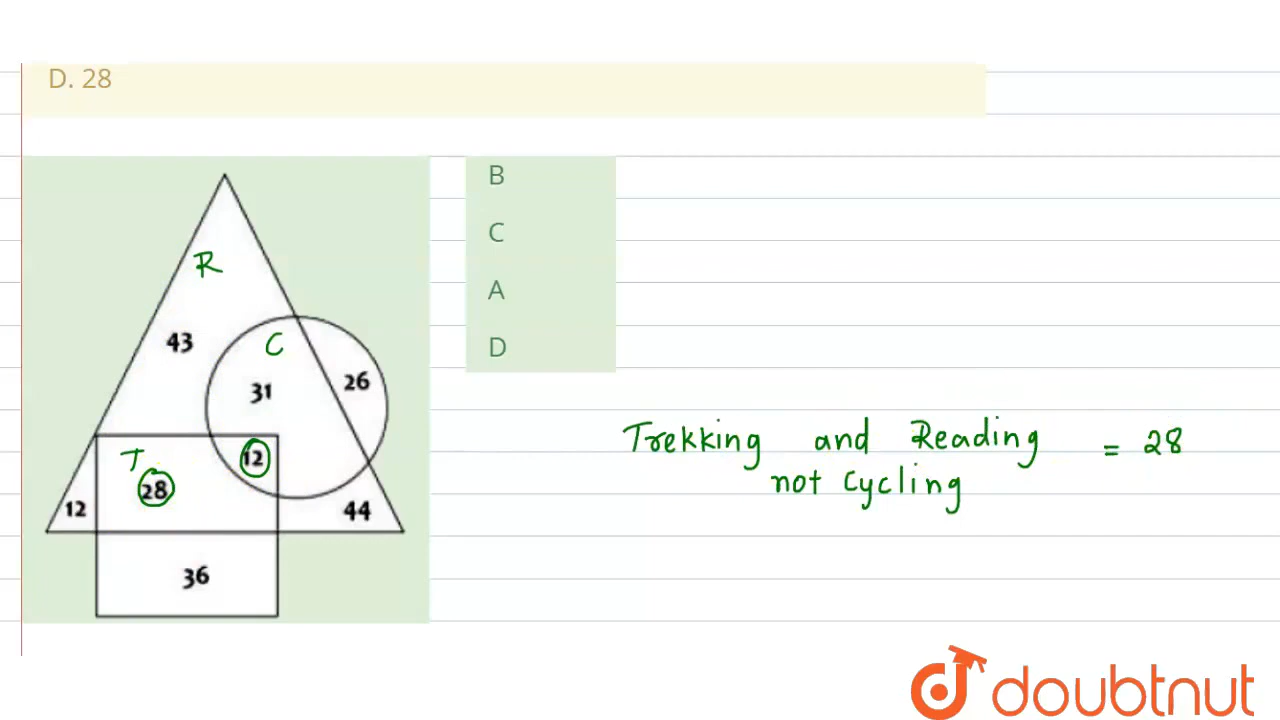 D. 28
B
C
A
D
R
43
C
31
26
T
12
28
12
44
36
Trekking and Reading = 28
not Cycling
doubtnut